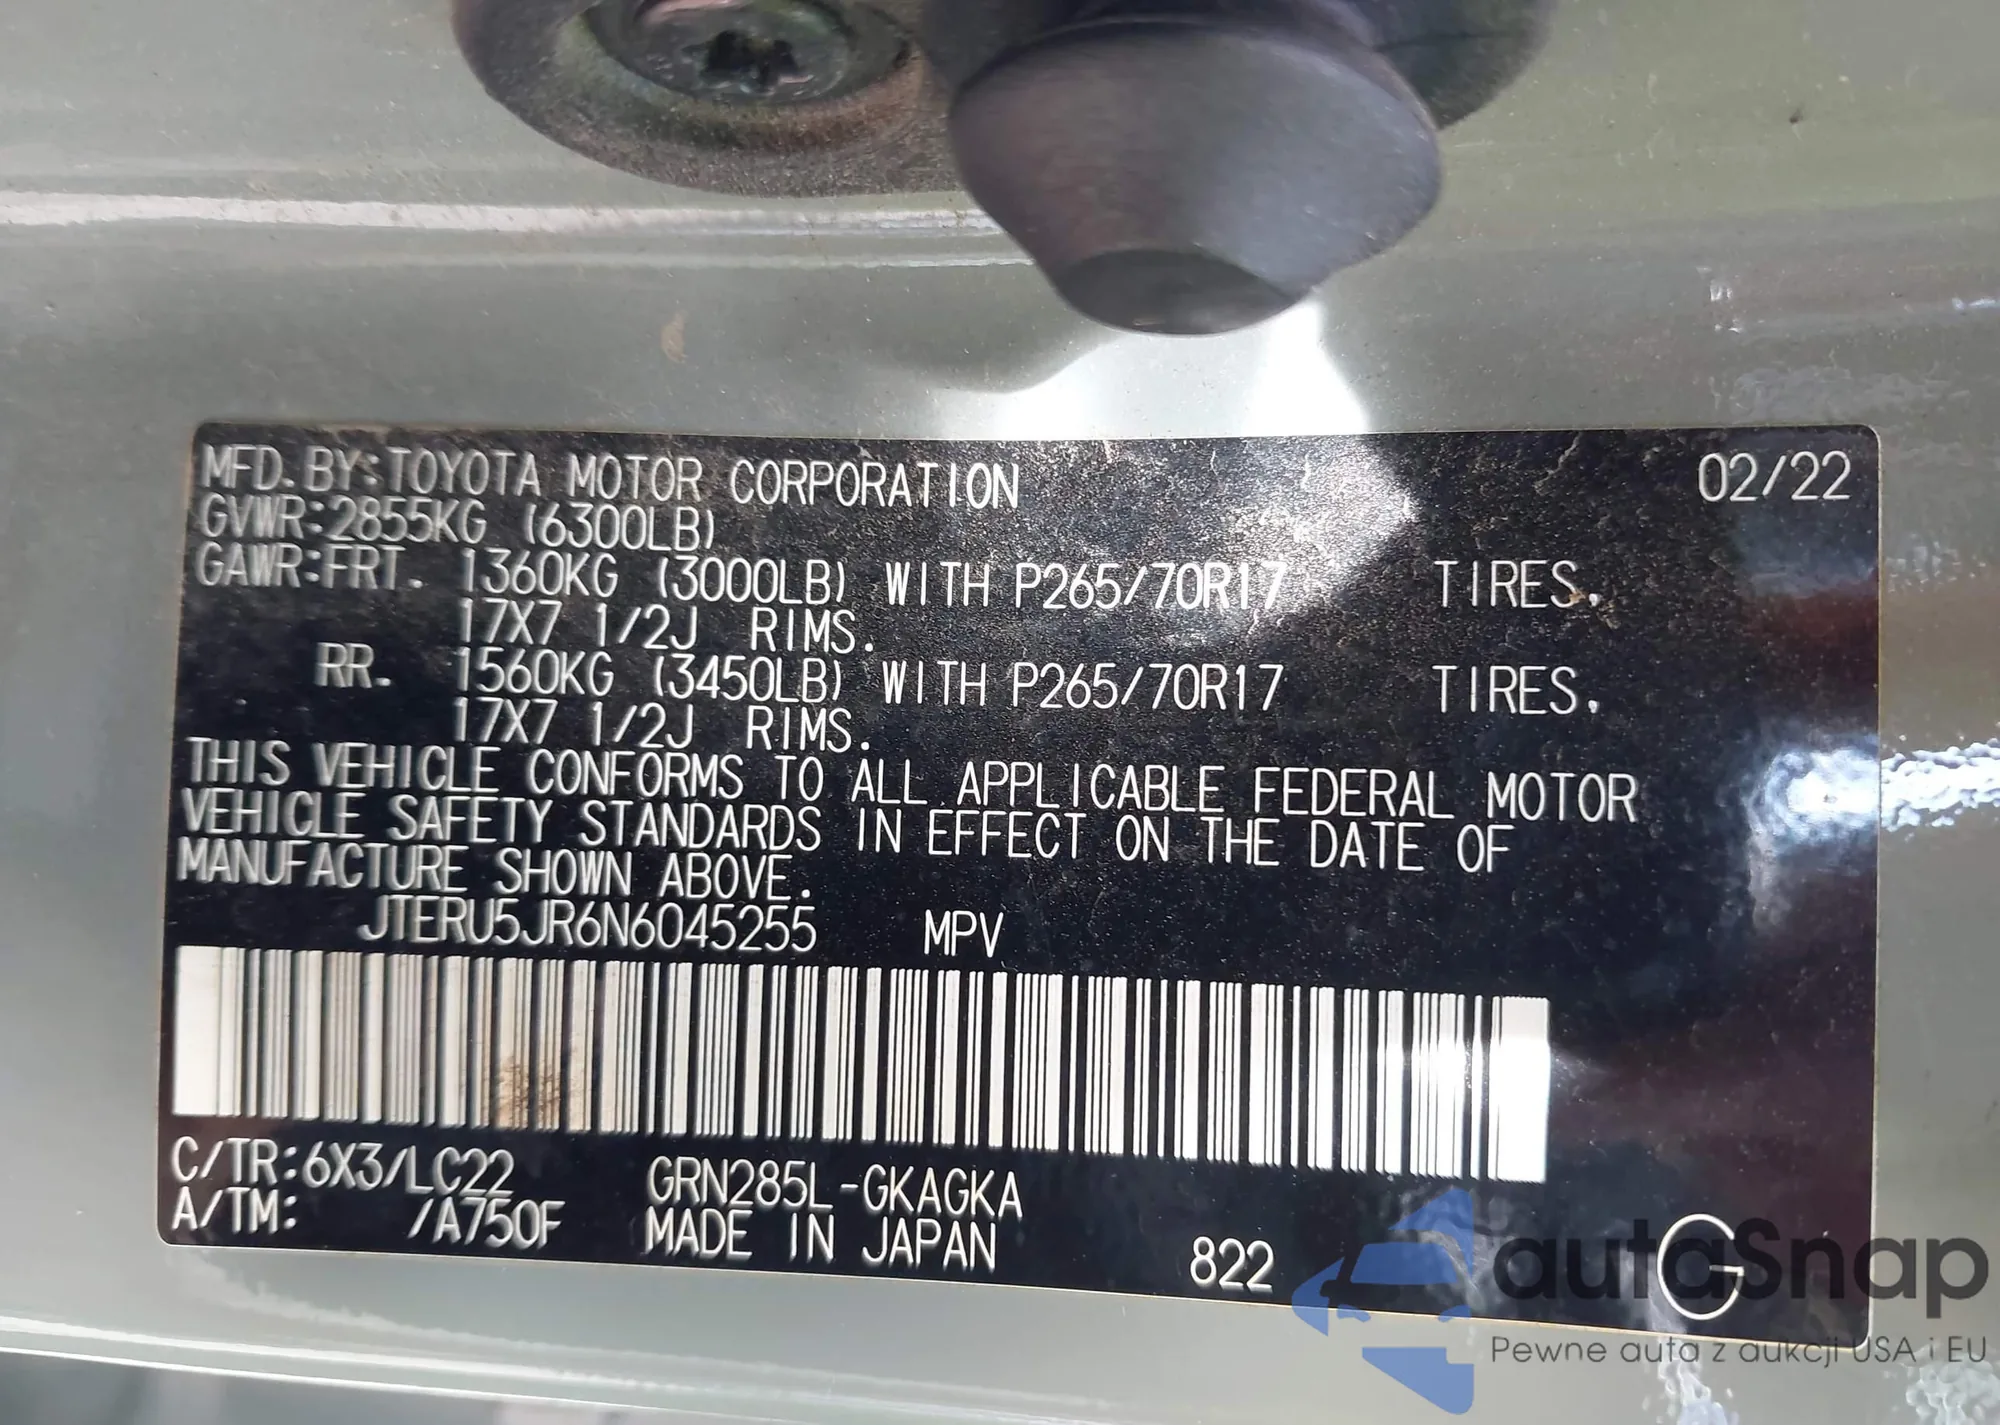 MFD. BY:TOYOTA MOTOR CORPORATION 02/22
GVWR:2855KG (6300LB)
GAWR:FRT. 1360KG (3000LB) WITH P265/70R17 TIRES,
17X7 1/2J RIMS.
RR. 1560KG (3450LB) WITH P265/70R17 TIRES,
17X7 1/2J RIMS.
THIS VEHICLE CONFORMS TO ALL APPLICABLE FEDERAL MOTOR
VEHICLE SAFETY STANDARDS IN EFFECT ON THE DATE OF
MANUFACTURE SHOWN ABOVE.
JTERU5JR6N6045255 MPV
C/TR:6X3/LC22 GRN285L-GKAGKA
A/TM: /A750F MADE IN JAPAN 822 G
autaSnap
Pewne auta z aukcji USA i EU